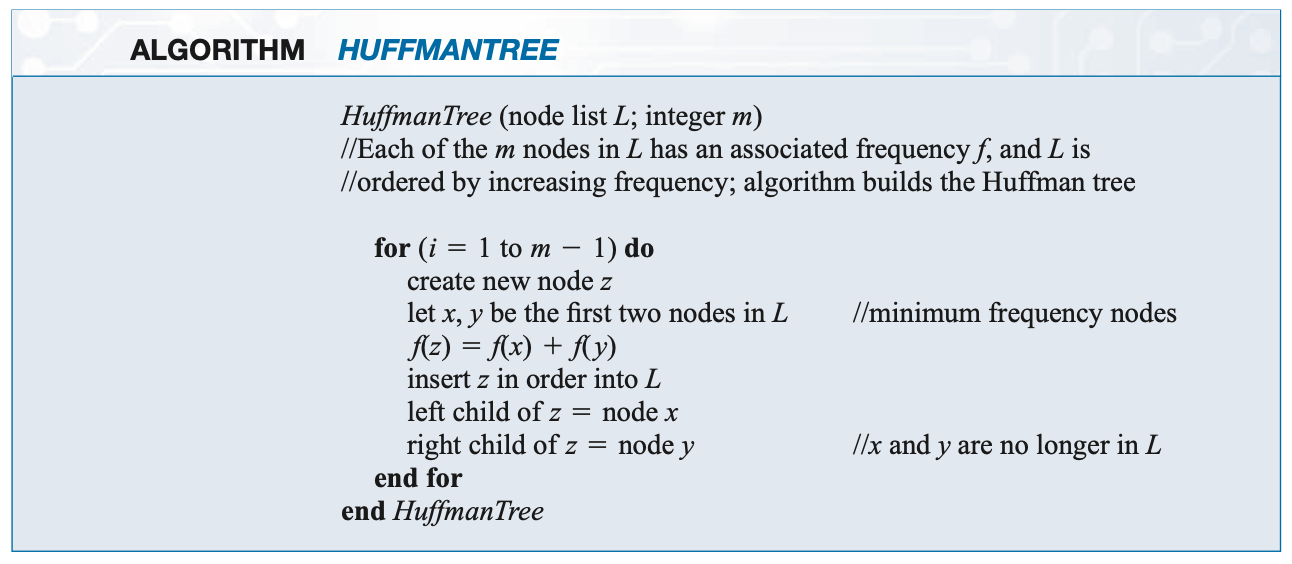 ALGORITHM HUFFMANTREE
HuffmanTree (node list L; integer m)
//Each of the m nodes in L has an associated frequency f, and L is
//ordered by increasing frequency; algorithm builds the Huffman tree
for (i = 1 to m − 1) do
create new node z
let x, y be the first two nodes in L //minimum frequency nodes
f(z) = f(x) + f(y)
insert z in order into L
left child of z = node x
right child of z = node y //x and y are no longer in L
end for
end HuffmanTree